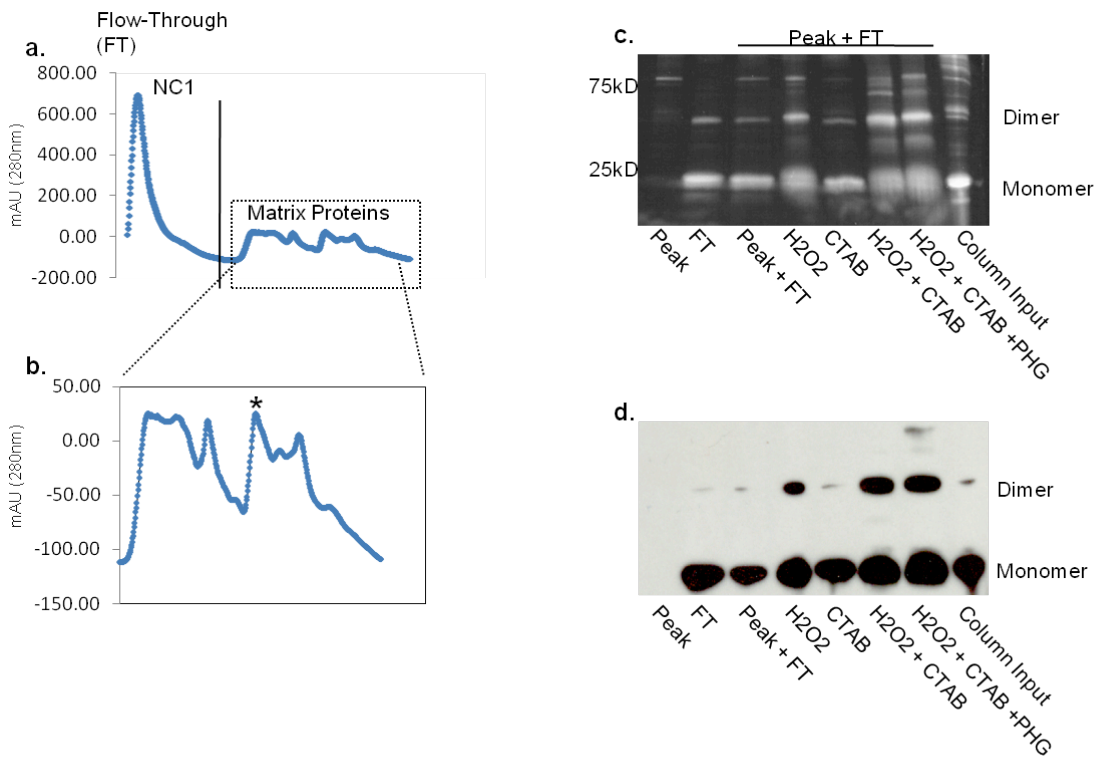 Flow-Through
(FT)
a.
800.00
600.00
400.00
200.00
0.00
-200.00
mAU (280nm)
NC1
Matrix Proteins
b.
50.00
0.00
-50.00
-100.00
-150.00
mAU (280nm)
*
c.
Peak + FT
75kD
25kD
Dimer
Monomer
Peak
FT
Peak + FT
H2O2
CTAB
H2O2 + CTAB
H2O2 + CTAB +PHG
Column Input
d.
Dimer
Monomer
Peak
FT
Peak + FT
H2O2
CTAB
H2O2 + CTAB
H2O2 + CTAB +PHG
Column Input